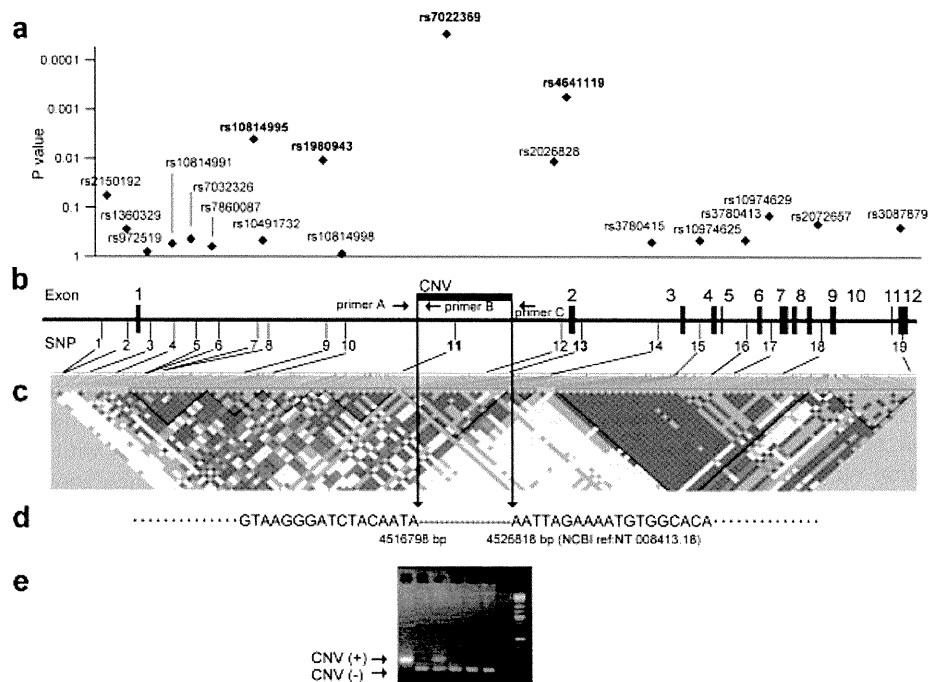 a
rs7022369
0.0001
rs4641119
0.001
rs10814995
rs1980943
P value
0.01
rs10814991
rs2026828
rs2150192
rs7032326
0.1
rs1360329
rs7860087
rs10974629
rs972519
rs10491732
rs3780413
rs2072657
rs3087879
rs10814998
rs3780415
rs10974625
1
b
CNV
Exon
1
primer A
primer B
primer C
2
3
4
5
6
7
8
9
10
11
12
SNP
1
2
3
4
5
6
7
8
9
10
11
12
13
14
15
16
17
18
19
c
d
GTAAGGGATCTACAATA
AATTAGAAAATGTGGCACA
4516798 bp
4526818 bp (NCBI ref:NT 008413.18)
e
CNV (+)
CNV (-)